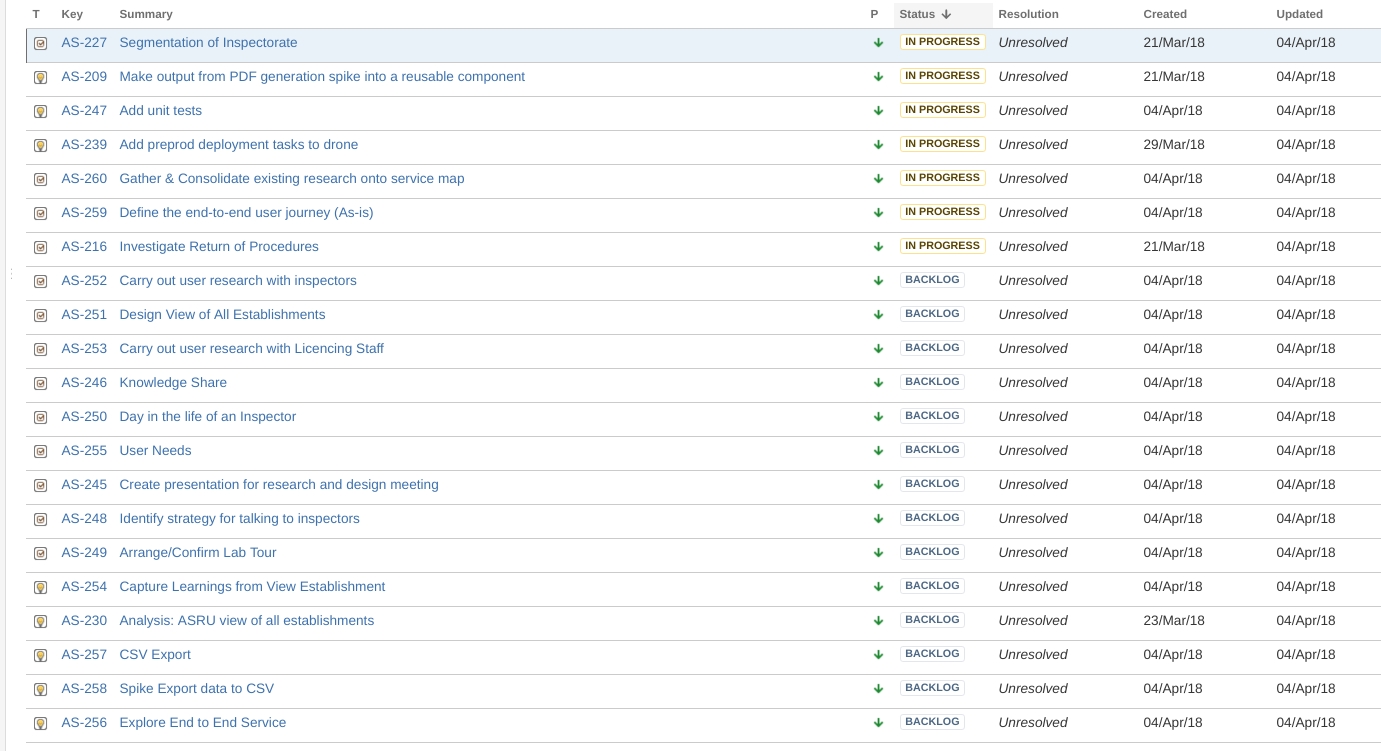 T Key Summary P Status Resolution Created Updated
AS-227 Segmentation of Inspectorate IN PROGRESS Unresolved 21/Mar/18 04/Apr/18
AS-209 Make output from PDF generation spike into a reusable component IN PROGRESS Unresolved 21/Mar/18 04/Apr/18
AS-247 Add unit tests IN PROGRESS Unresolved 04/Apr/18 04/Apr/18
AS-239 Add preprod deployment tasks to drone IN PROGRESS Unresolved 29/Mar/18 04/Apr/18
AS-260 Gather & Consolidate existing research onto service map IN PROGRESS Unresolved 04/Apr/18 04/Apr/18
AS-259 Define the end-to-end user journey (As-is) IN PROGRESS Unresolved 04/Apr/18 04/Apr/18
AS-216 Investigate Return of Procedures IN PROGRESS Unresolved 21/Mar/18 04/Apr/18
AS-252 Carry out user research with inspectors BACKLOG Unresolved 04/Apr/18 04/Apr/18
AS-251 Design View of All Establishments BACKLOG Unresolved 04/Apr/18 04/Apr/18
AS-253 Carry out user research with Licencing Staff BACKLOG Unresolved 04/Apr/18 04/Apr/18
AS-246 Knowledge Share BACKLOG Unresolved 04/Apr/18 04/Apr/18
AS-250 Day in the life of an Inspector BACKLOG Unresolved 04/Apr/18 04/Apr/18
AS-255 User Needs BACKLOG Unresolved 04/Apr/18 04/Apr/18
AS-245 Create presentation for research and design meeting BACKLOG Unresolved 04/Apr/18 04/Apr/18
AS-248 Identify strategy for talking to inspectors BACKLOG Unresolved 04/Apr/18 04/Apr/18
AS-249 Arrange/Confirm Lab Tour BACKLOG Unresolved 04/Apr/18 04/Apr/18
AS-254 Capture Learnings from View Establishment BACKLOG Unresolved 04/Apr/18 04/Apr/18
AS-230 Analysis: ASRU view of all establishments BACKLOG Unresolved 23/Mar/18 04/Apr/18
AS-257 CSV Export BACKLOG Unresolved 04/Apr/18 04/Apr/18
AS-258 Spike Export data to CSV BACKLOG Unresolved 04/Apr/18 04/Apr/18
AS-256 Explore End to End Service BACKLOG Unresolved 04/Apr/18 04/Apr/18